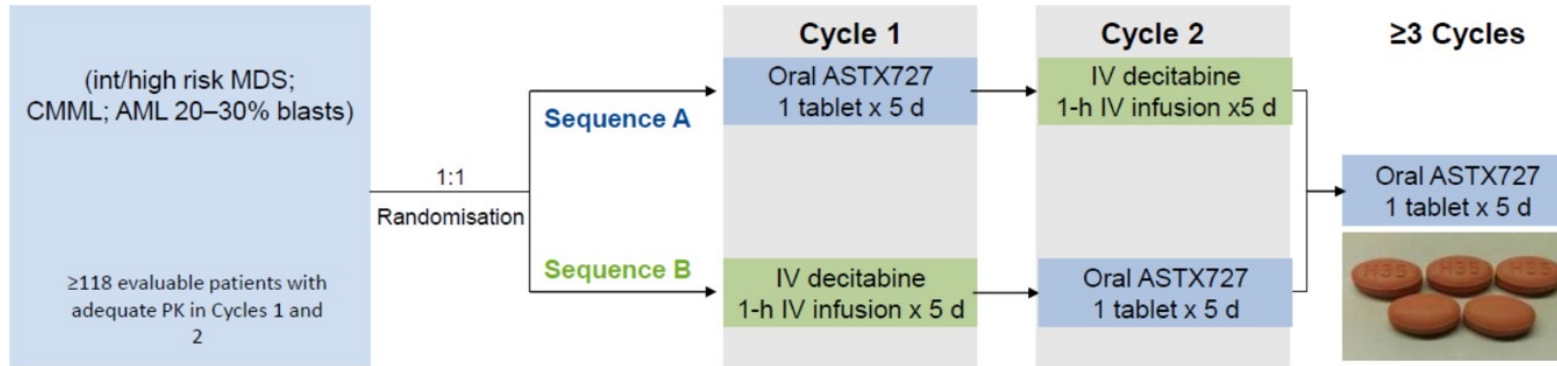 (int/high risk MDS;
CMML; AML 20–30% blasts)
≥118 evaluable patients with
adequate PK in Cycles 1 and
2
1:1
Randomisation
Sequence A
Sequence B
Cycle 1
Oral ASTX727
1 tablet x 5 d
IV decitabine
1-h IV infusion x 5 d
Cycle 2
IV decitabine
1-h IV infusion x5 d
Oral ASTX727
1 tablet x 5 d
≥3 Cycles
Oral ASTX727
1 tablet x 5 d
H35 H35 H35